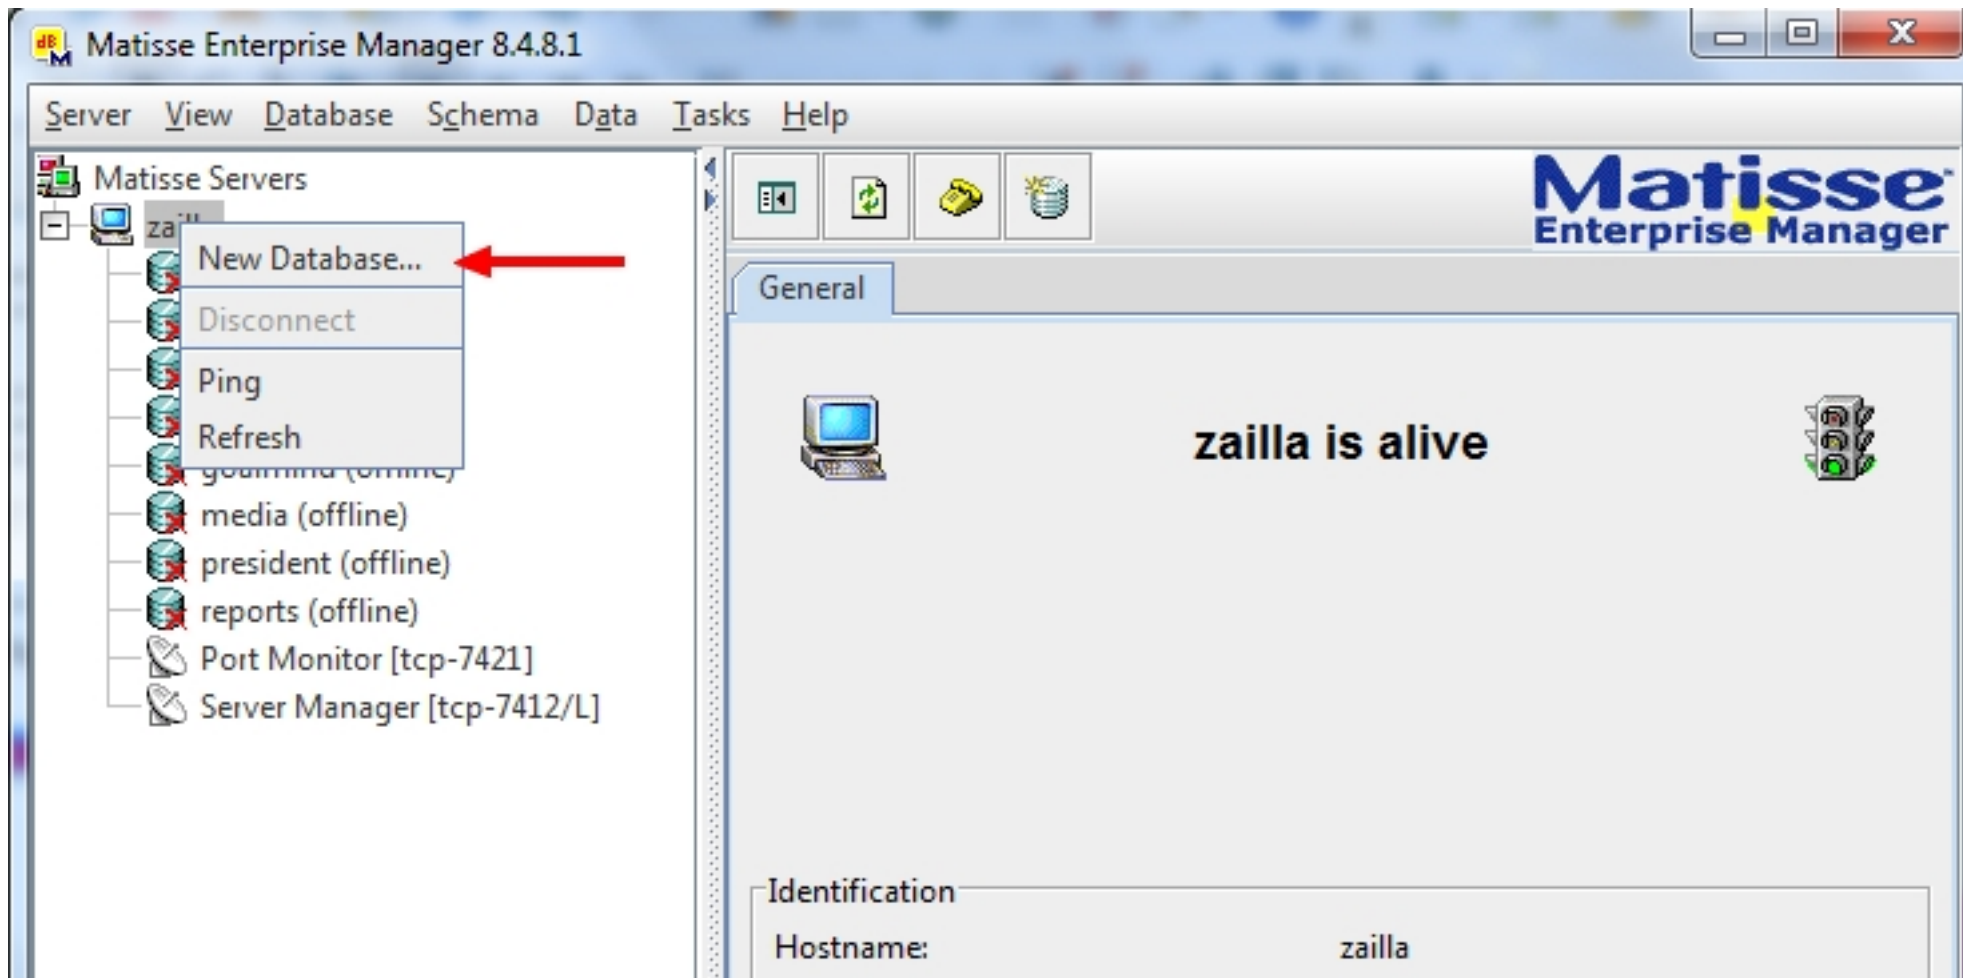 Matisse Enterprise Manager 8.4.8.1
Server View Database Schema Data Tasks Help
Matisse Servers
New Database...
Disconnect
Ping
Refresh
media (offline)
president (offline)
reports (offline)
Port Monitor [tcp-7421]
Server Manager [tcp-7412/L]
Matisse
Enterprise Manager
General
zailla is alive
Identification
Hostname: zailla